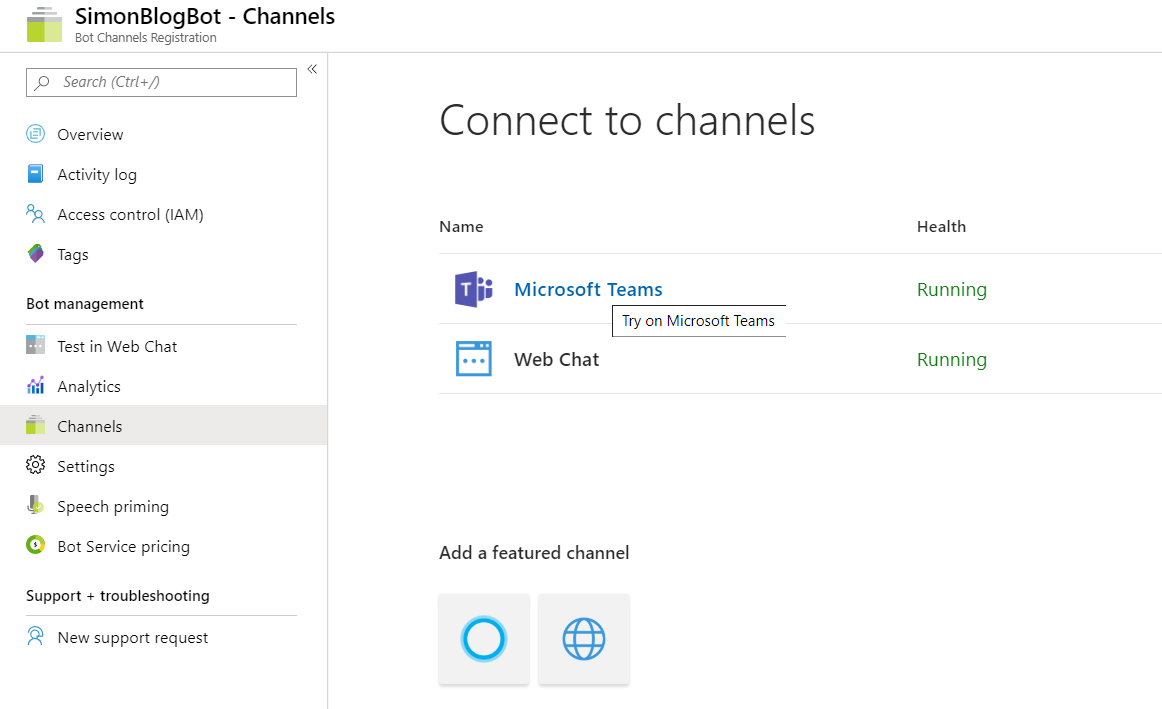 SimonBlogBot - Channels
Bot Channels Registration
Search (Ctrl+/)
«
Overview
Activity log
Access control (IAM)
Tags
Bot management
Test in Web Chat
Analytics
Channels
Settings
Speech priming
Bot Service pricing
Support + troubleshooting
New support request
Connect to channels
Name Health
Microsoft Teams Running
Try on Microsoft Teams
Web Chat Running
Add a featured channel